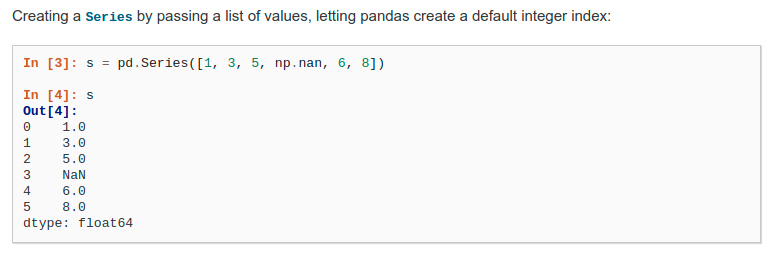 Creating a Series by passing a list of values, letting pandas create a default integer index:
In [3]: s = pd.Series([1, 3, 5, np.nan, 6, 8])
In [4]: s
Out[4]:
0    1.0
1    3.0
2    5.0
3    NaN
4    6.0
5    8.0
dtype: float64